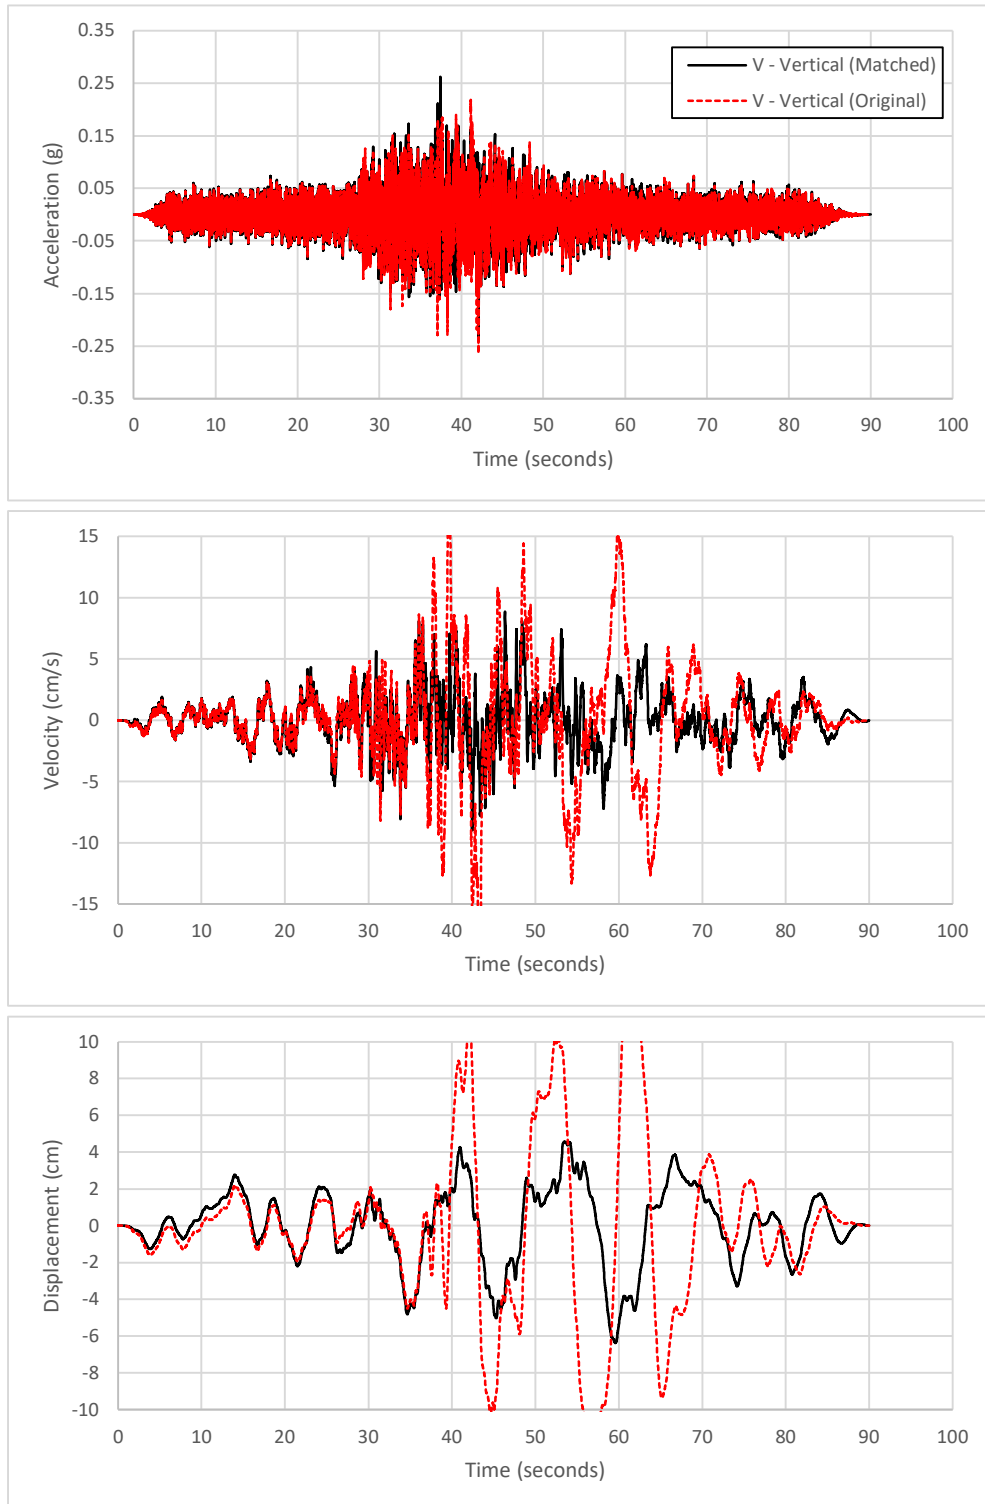 0.35
0.25
0.15
0.05
-0.05
-0.15
-0.25
-0.35
Acceleration (g)
V - Vertical (Matched)
V - Vertical (Original)
0 10 20 30 40 50 60 70 80 90 100
Time (seconds)
15
10
5
0
-5
-10
-15
Velocity (cm/s)
0 10 20 30 40 50 60 70 80 90 100
Time (seconds)
10
8
6
4
2
0
-2
-4
-6
-8
-10
Displacement (cm)
0 10 20 30 40 50 60 70 80 90 100
Time (seconds)